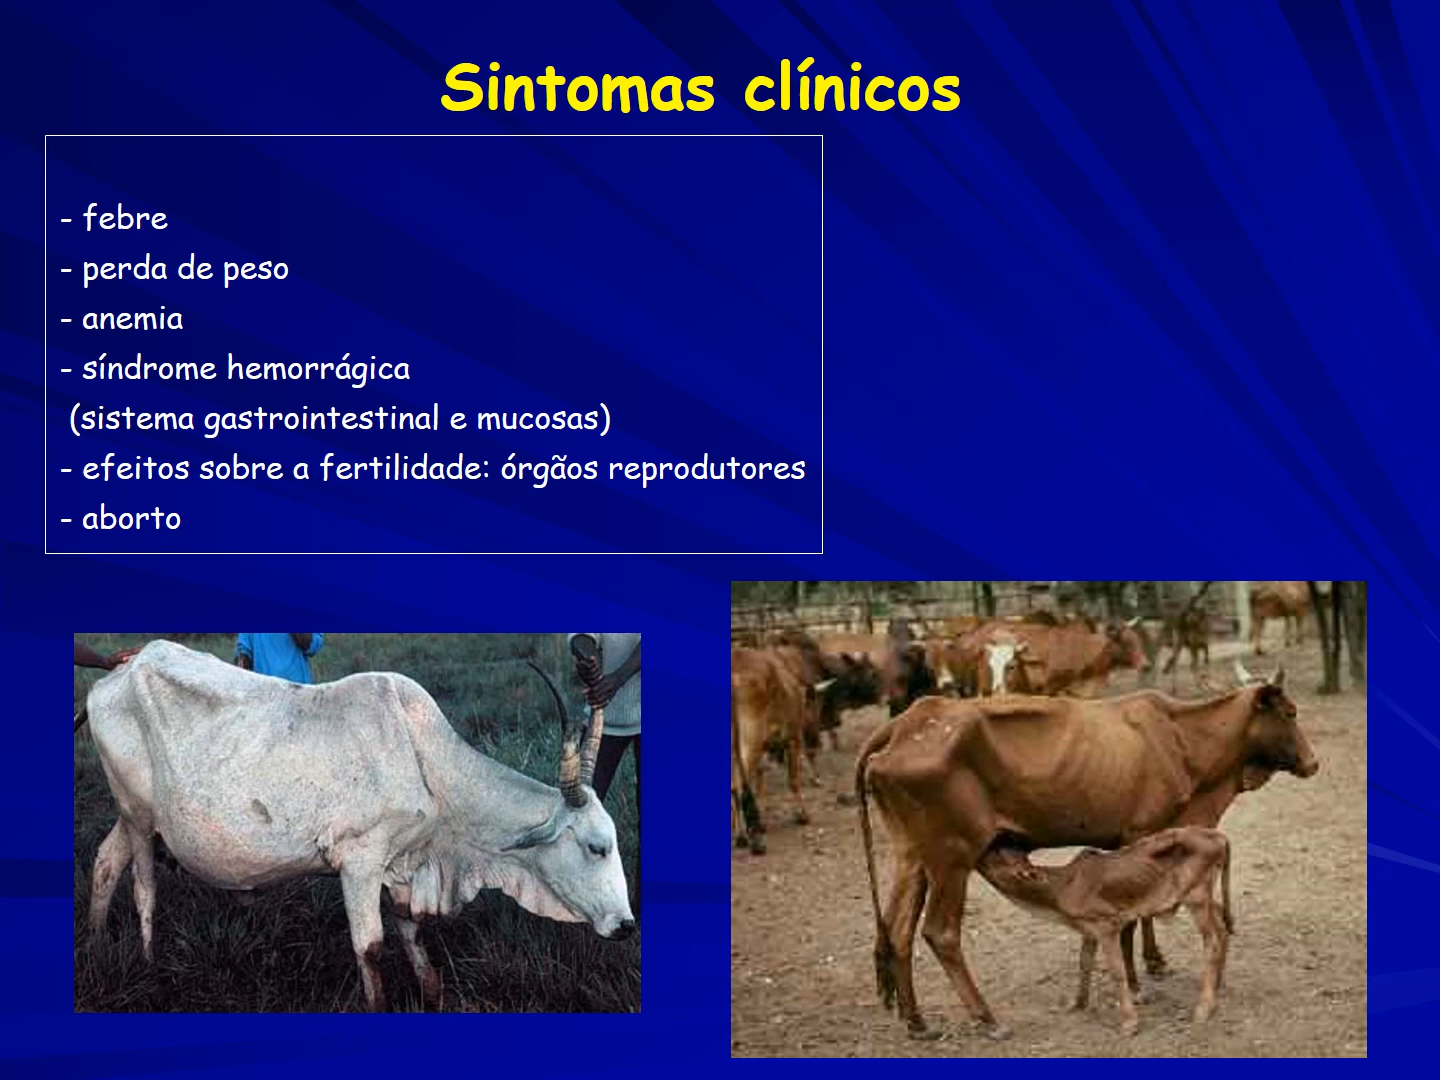 Sintomas clínicos
- febre
- perda de peso
- anemia
- síndrome hemorrágica
(sistema gastrointestinal e mucosas)
- efeitos sobre a fertilidade: órgãos reprodutores
- aborto